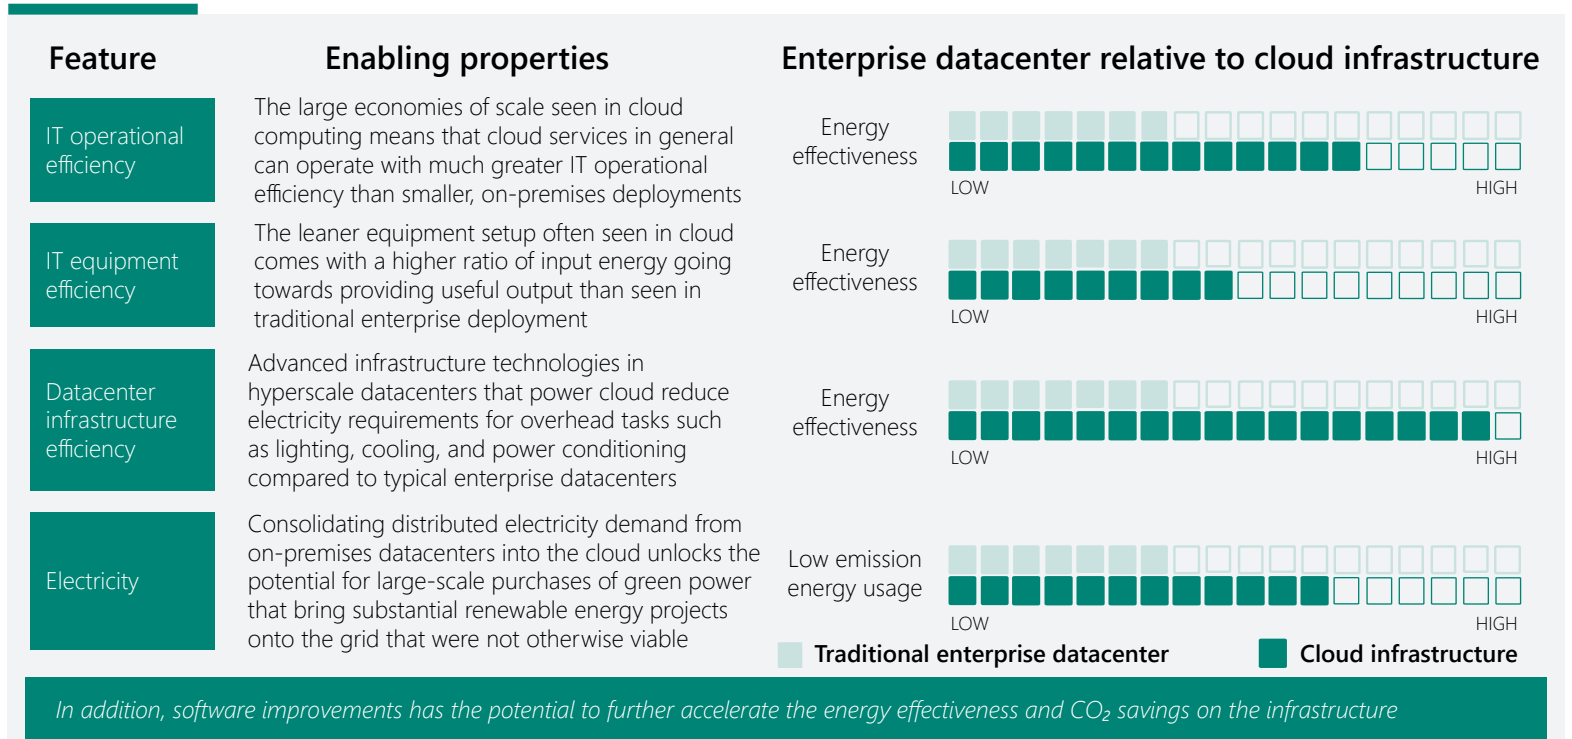 Feature
Enabling properties
Enterprise datacenter relative to cloud infrastructure
IT operational
efficiency
The large economies of scale seen in cloud
computing means that cloud services in general
can operate with much greater IT operational
efficiency than smaller, on-premises deployments
Energy
effectiveness
LOW
HIGH
IT equipment
efficiency
The leaner equipment setup often seen in cloud
comes with a higher ratio of input energy going
towards providing useful output than seen in
traditional enterprise deployment
Energy
effectiveness
LOW
HIGH
Datacenter
infrastructure
efficiency
Advanced infrastructure technologies in
hyperscale datacenters that power cloud reduce
electricity requirements for overhead tasks such
as lighting, cooling, and power conditioning
compared to typical enterprise datacenters
Energy
effectiveness
LOW
HIGH
Electricity
Consolidating distributed electricity demand from
on-premises datacenters into the cloud unlocks the
potential for large-scale purchases of green power
that bring substantial renewable energy projects
onto the grid that were not otherwise viable
Low emission
energy usage
LOW
HIGH
Traditional enterprise datacenter
Cloud infrastructure
In addition, software improvements has the potential to further accelerate the energy effectiveness and CO₂ savings on the infrastructure